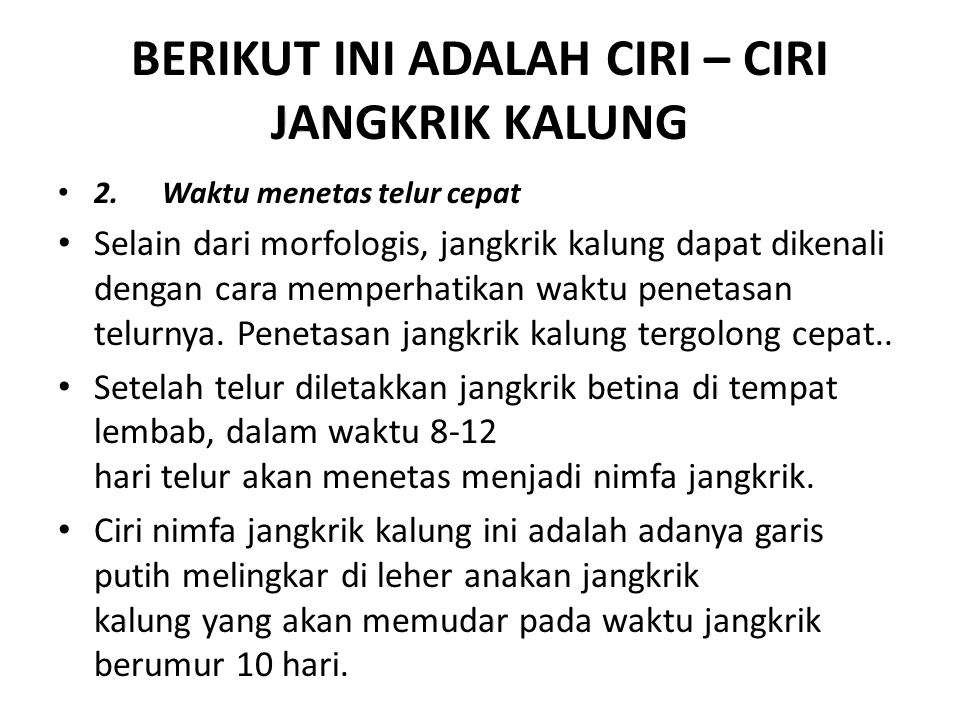 BERIKUT INI ADALAH CIRI – CIRI
JANGKRIK KALUNG
• 2. Waktu menetas telur cepat
• Selain dari morfologis, jangkrik kalung dapat dikenali
dengan cara memperhatikan waktu penetasan
telurnya. Penetasan jangkrik kalung tergolong cepat..
• Setelah telur diletakkan jangkrik betina di tempat
lembab, dalam waktu 8-12
hari telur akan menetas menjadi nimfa jangkrik.
• Ciri nimfa jangkrik kalung ini adalah adanya garis
putih melingkar di leher anakan jangkrik
kalung yang akan memudar pada waktu jangkrik
berumur 10 hari.